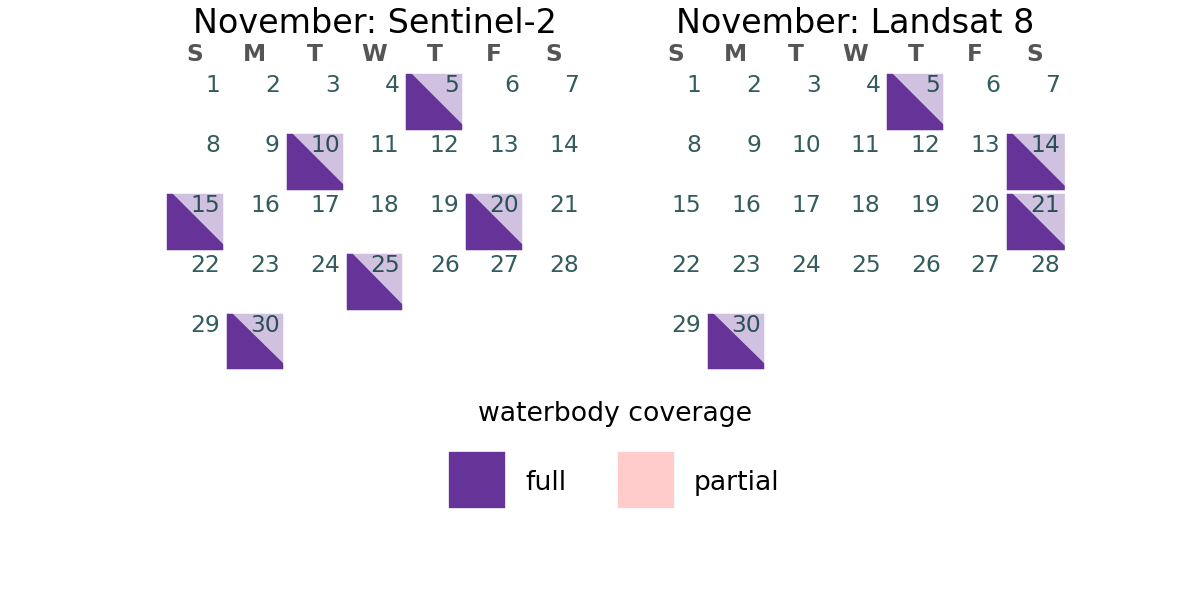 November: Sentinel-2
S M T W T F S
1 2 3 4 5 6 7
8 9 10 11 12 13 14
15 16 17 18 19 20 21
22 23 24 25 26 27 28
29 30
November: Landsat 8
S M T W T F S
1 2 3 4 5 6 7
8 9 10 11 12 13 14
15 16 17 18 19 20 21
22 23 24 25 26 27 28
29 30
waterbody coverage
full partial